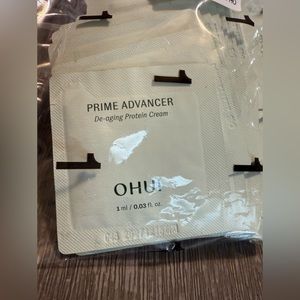 PRIME ADVANCER
De-aging Protein Cream
OHUI
1 ml / 0.03 fl. oz.